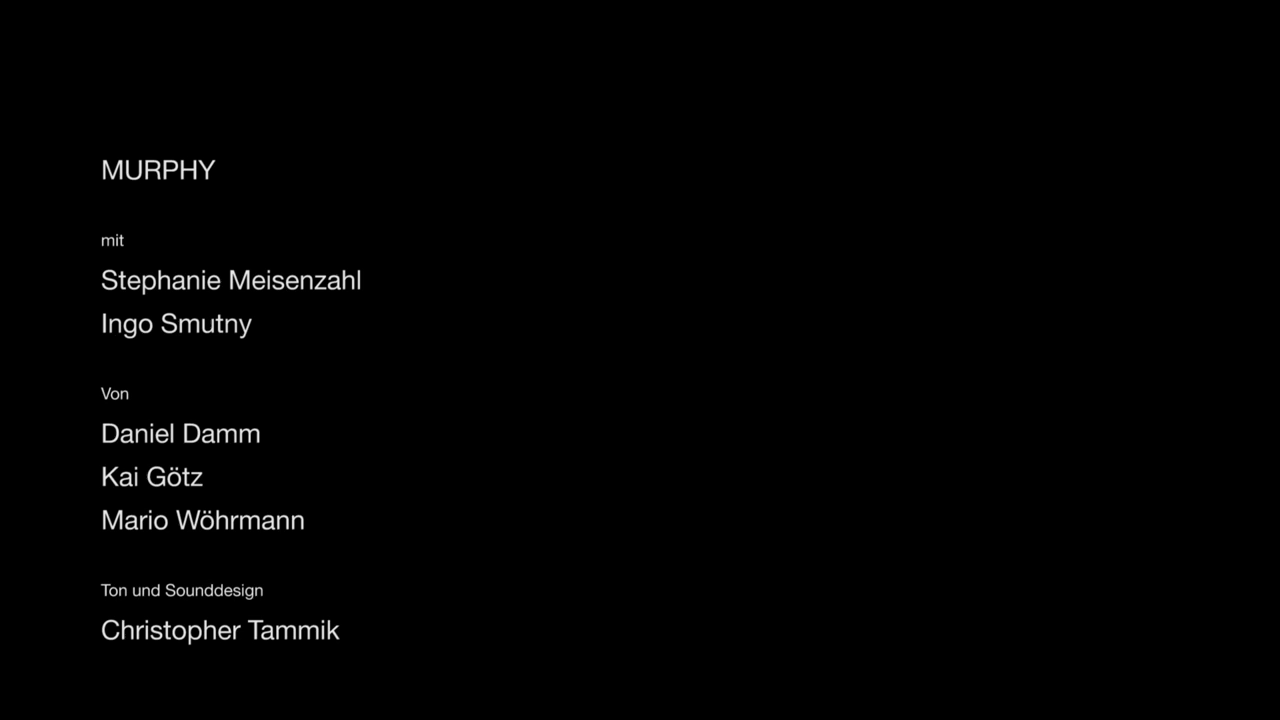 MURPHY
mit
Stephanie Meisenzahl
Ingo Smutny
Von
Daniel Damm
Kai Götz
Mario Wöhrmann
Ton und Sounddesign
Christopher Tammik